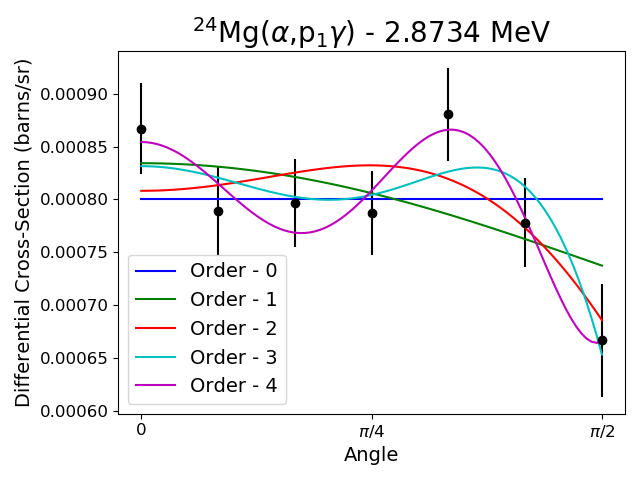 ²⁴Mg(α,p₁γ) - 2.8734 MeV
Differential Cross-Section (barns/sr)
0.00090
0.00085
0.00080
0.00075
0.00070
0.00065
0.00060
Order - 0
Order - 1
Order - 2
Order - 3
Order - 4
0
π/4
π/2
Angle